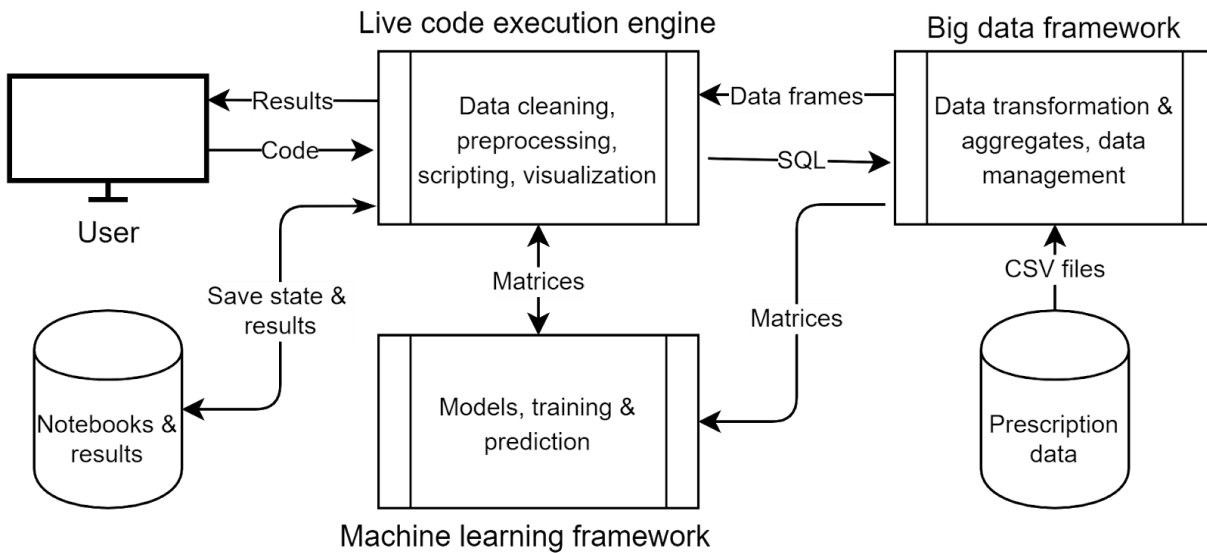 Live code execution engine
Big data framework
Results
Code
Data cleaning,
preprocessing,
scripting, visualization
Data frames
SQL
Data transformation &
aggregates, data
management
User
Save state &
results
Matrices
Matrices
CSV files
Notebooks &
results
Models, training &
prediction
Prescription
data
Machine learning framework